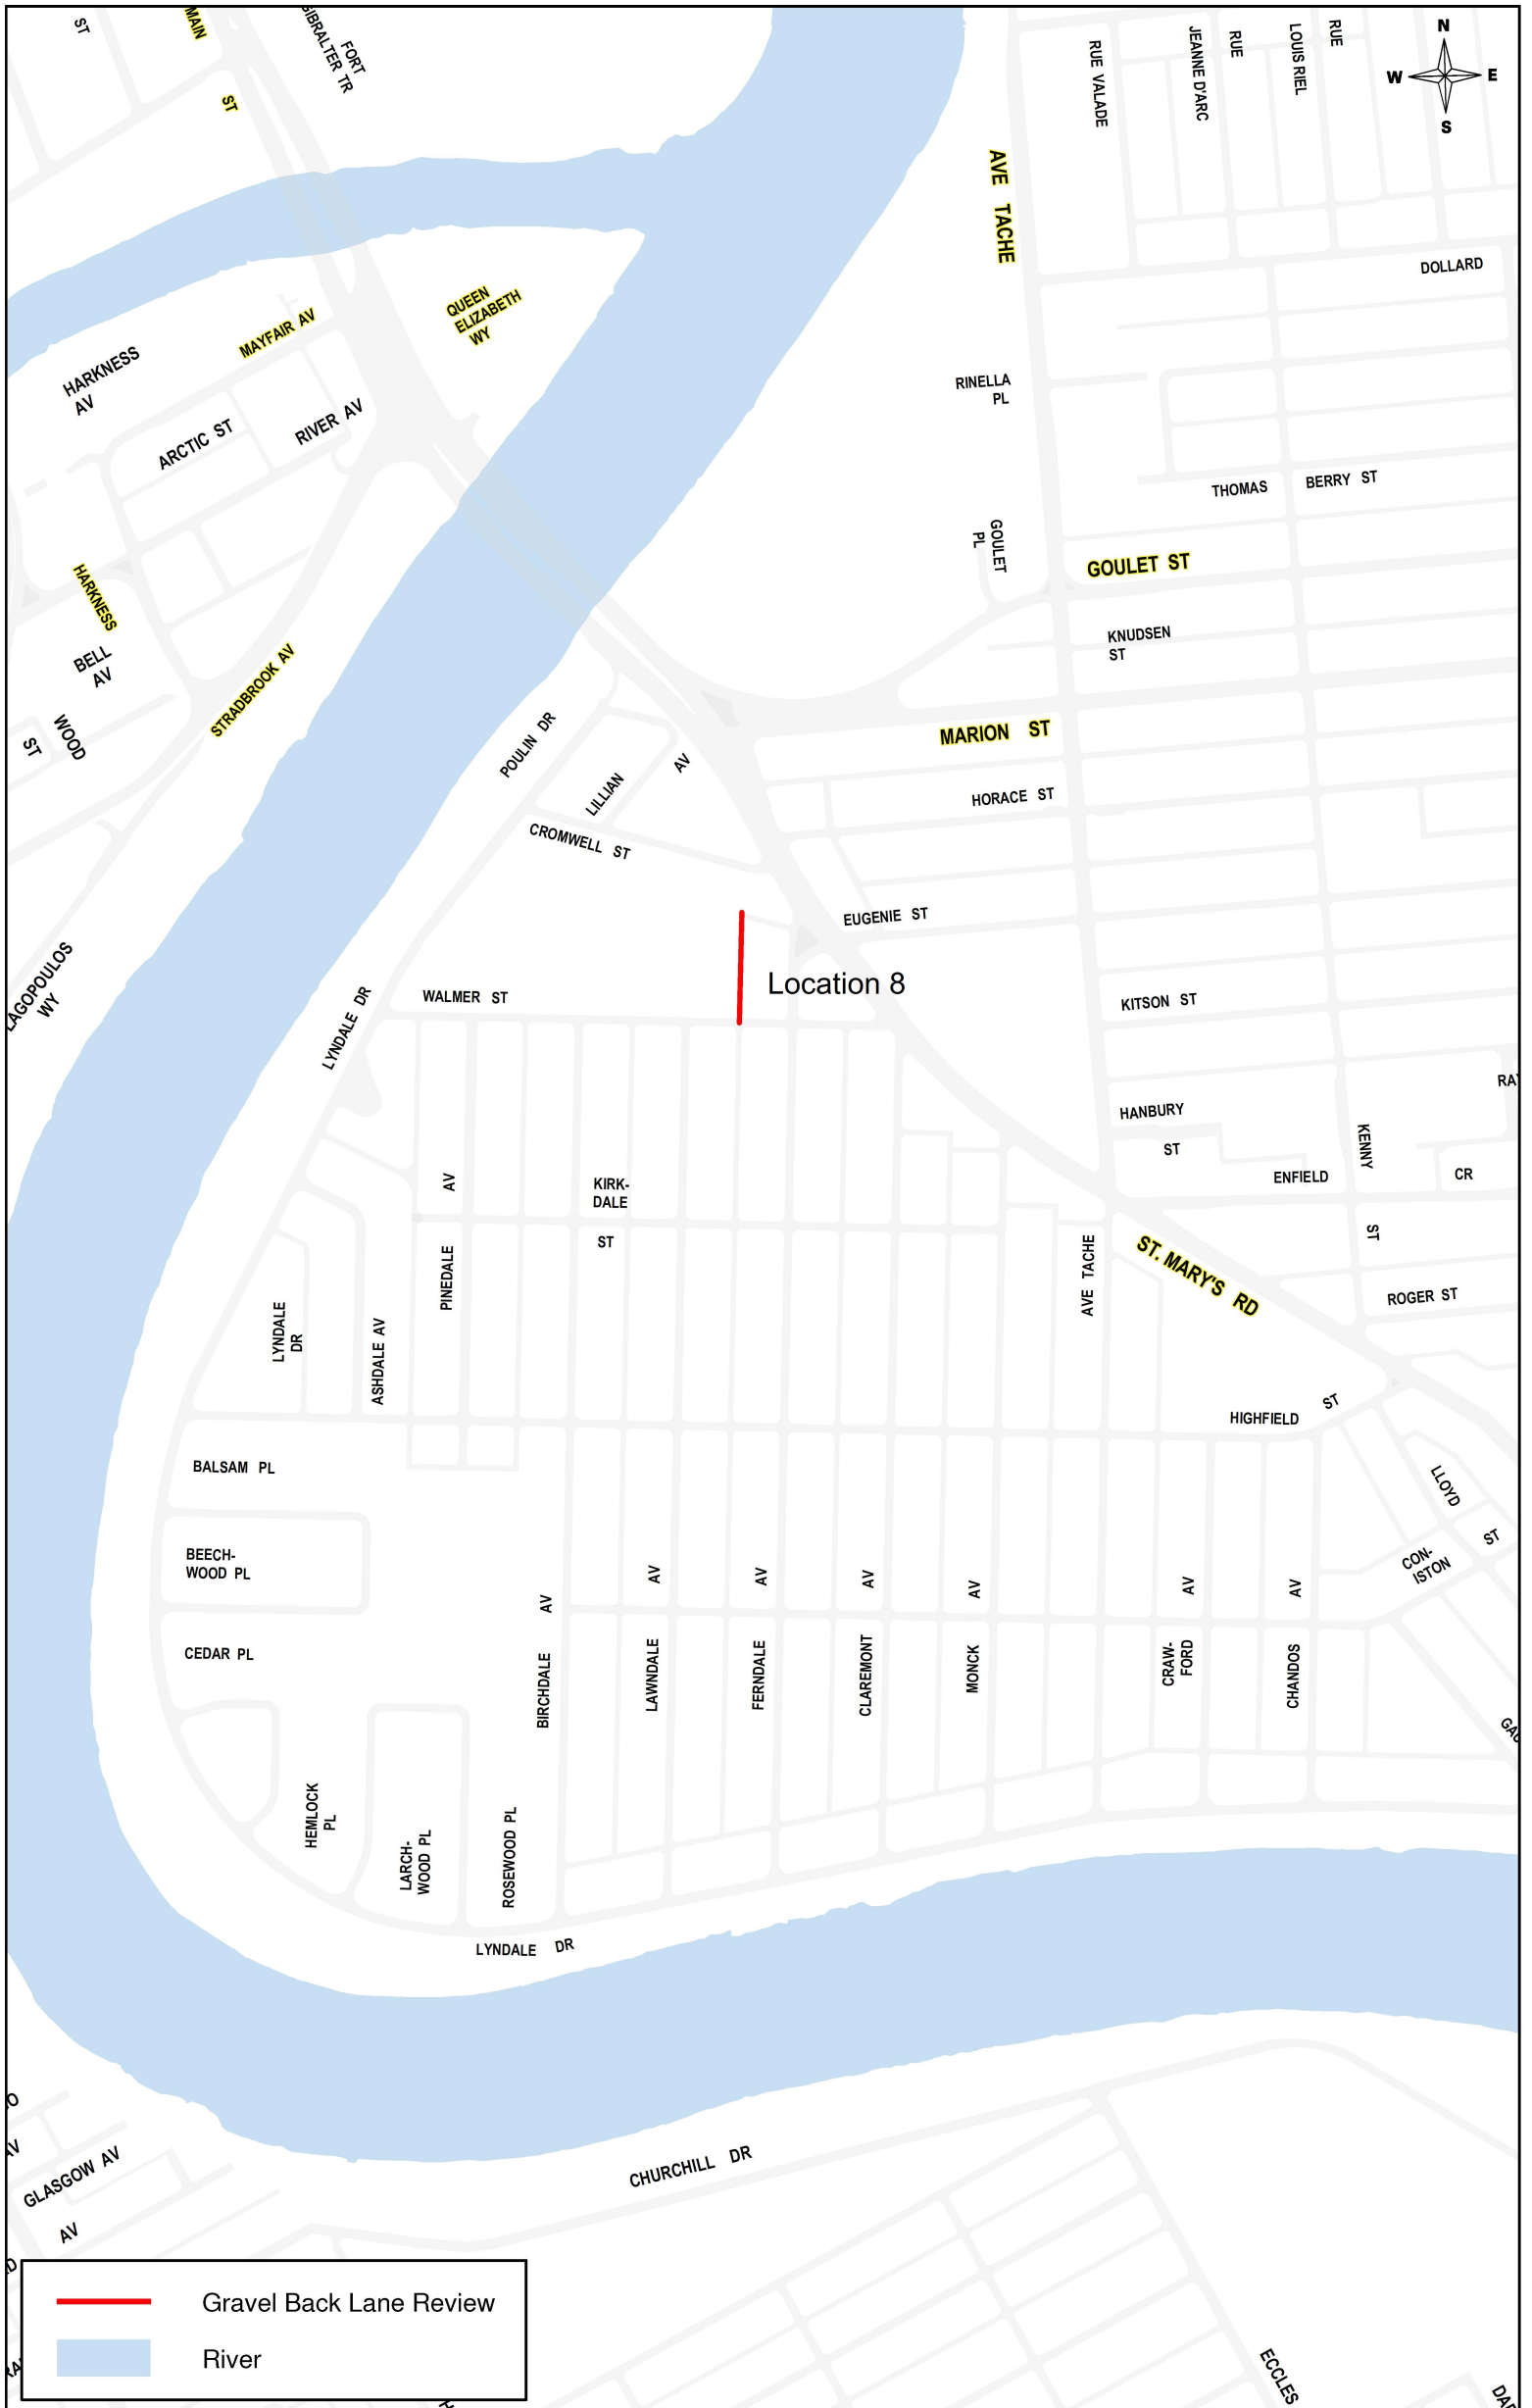 ST
MAIN
ST
FORT
GIBRALTER TR
RUE VALADE
JEANNE D'ARC
RUE
LOUIS RIEL
RUE
N
W
E
S
AVE TACHE
DOLLARD
QUEEN
ELIZABETH
WY
MAYFAIR AV
HARKNESS
AV
ARCTIC ST
RIVER AV
RINELLA
PL
THOMAS BERRY ST
GOULET
PL
GOULET ST
HARKNESS
BELL
AV
KNUDSEN
ST
STRADBROOK AV
WOOD
ST
POULIN DR
MARION ST
LILLIAN AV
HORACE ST
CROMWELL ST
EUGENIE ST
LAGOPOULOS
WY
Location 8
WALMER ST
KITSON ST
LYNDALE DR
HANBURY
ST
KENNY
ST
ENFIELD CR
KIRK-
DALE
ST
PINEDALE AV
AVE TACHE
ST. MARY'S RD
ROGER ST
LYNDALE
DR
ASHDALE AV
HIGHFIELD ST
BALSAM PL
LLOYD
CON-
ISTON
ST
BEECH-
WOOD PL
CEDAR PL
BIRCHDALE AV
LAWNDALE AV
FERNDALE AV
CLAREMONT AV
MONCK AV
CRAW-
FORD
AV
CHANDOS AV
HEMLOCK
PL
LARCH-
WOOD PL
ROSEWOOD PL
LYNDALE DR
CHURCHILL DR
GLASGOW AV
AV
AV
ECCLES
Gravel Back Lane Review
River